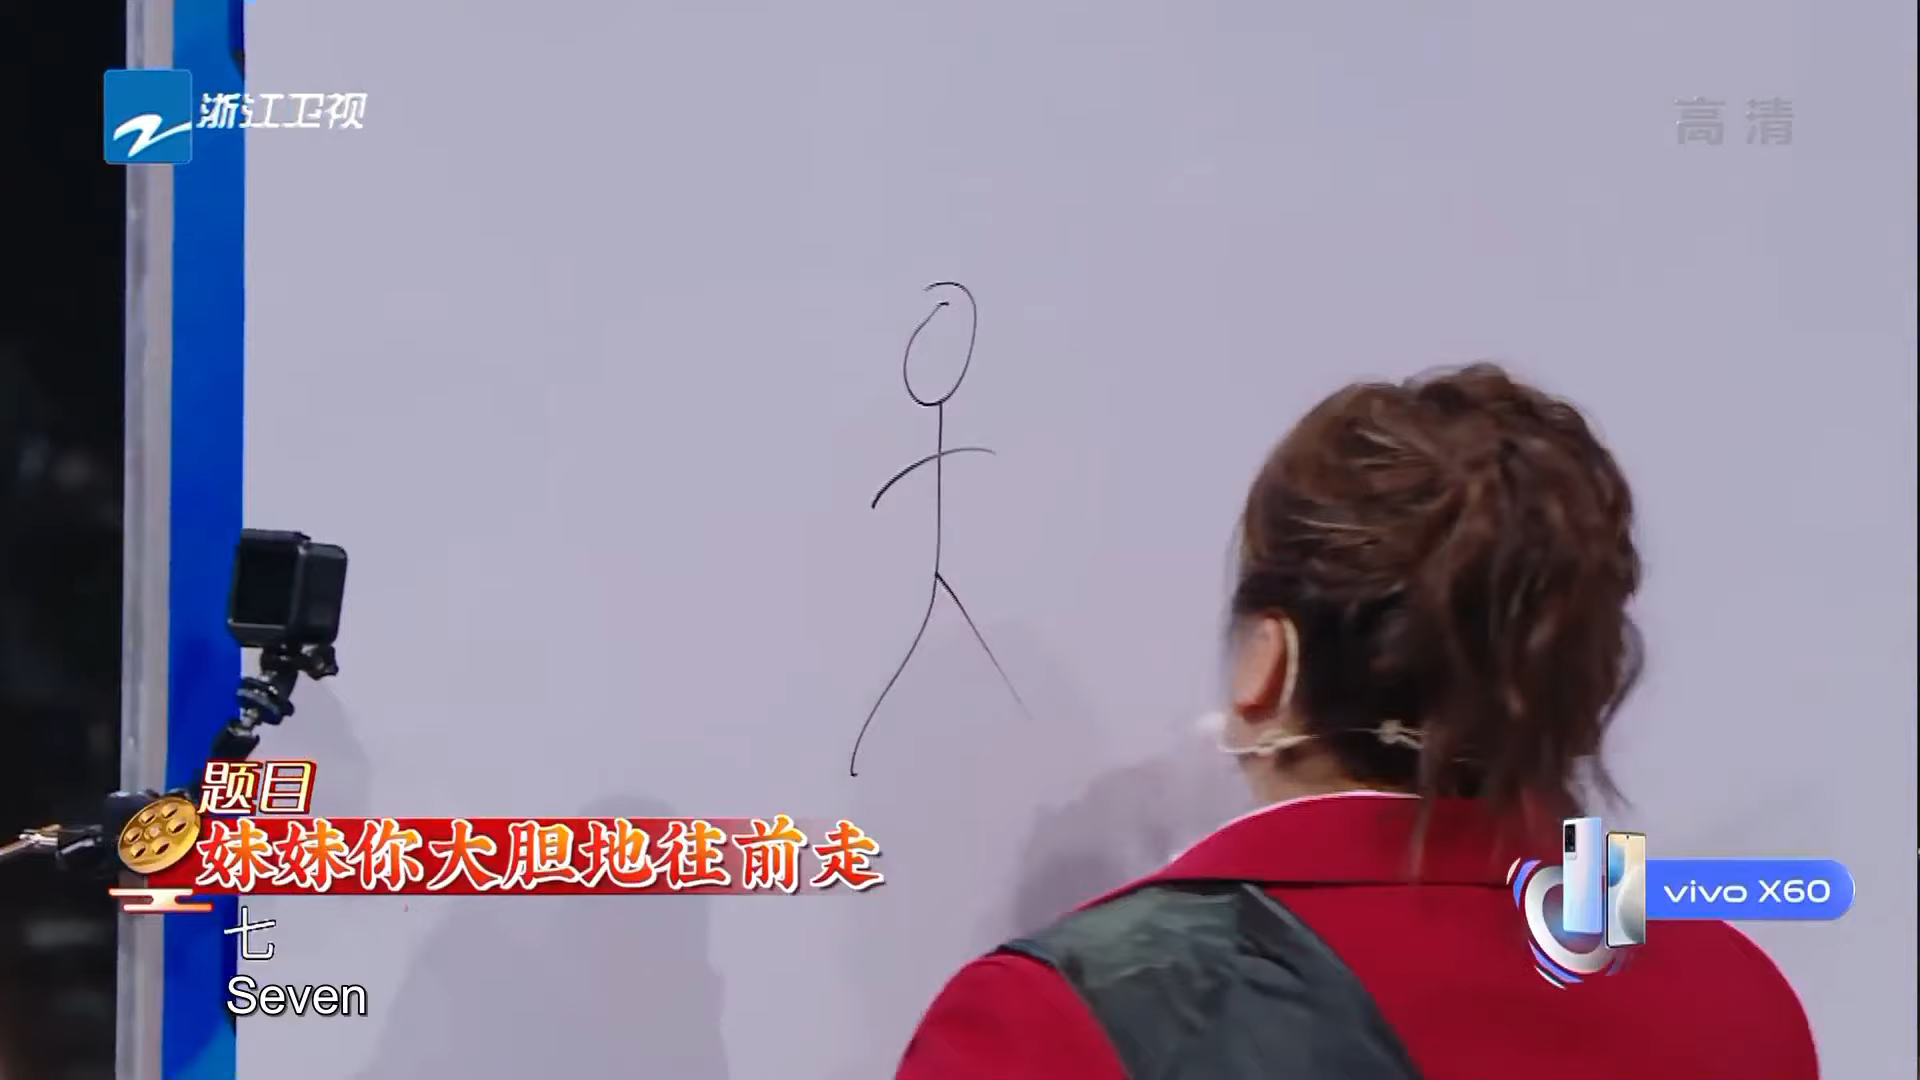 浙江卫视
高清
题目
妹妹你大胆地往前走
七
Seven
vivo X60